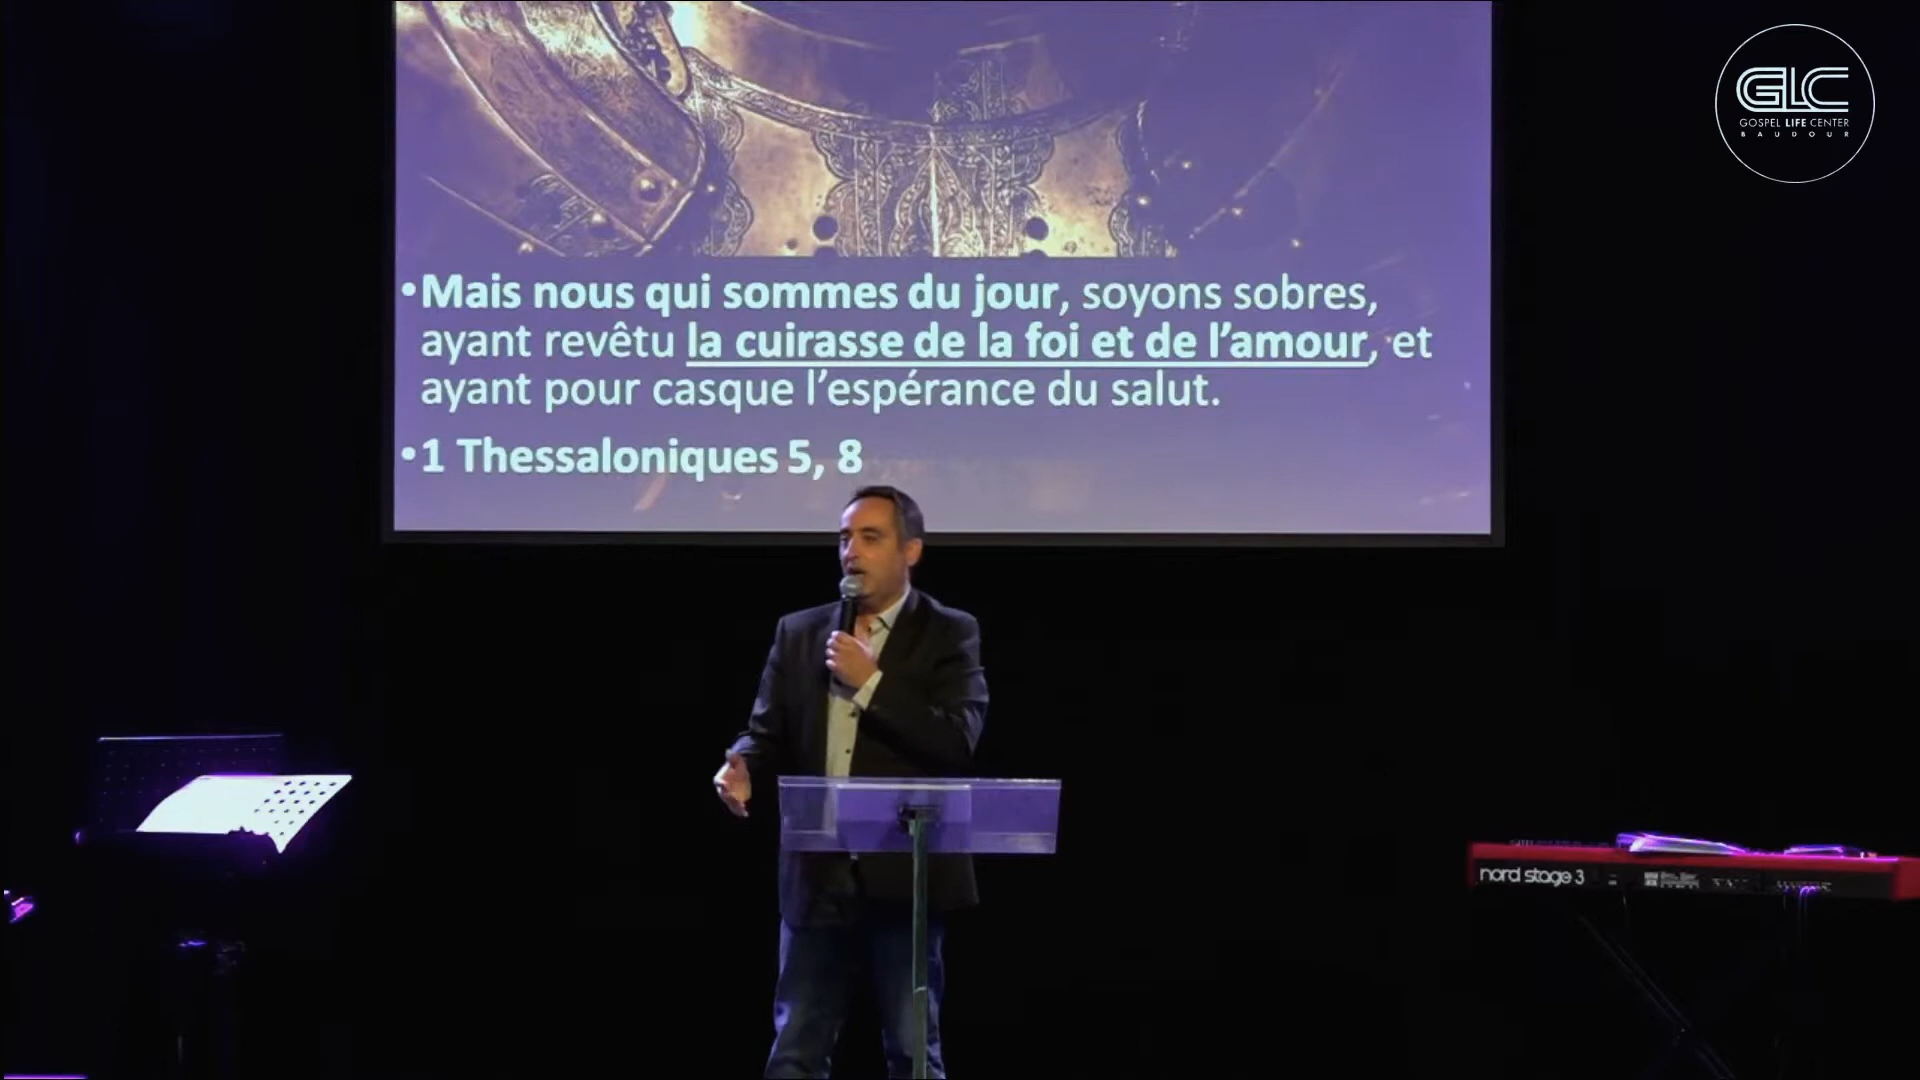 GLC
GOSPEL LIFE CENTER
BAUDOUR
•Mais nous qui sommes du jour, soyons sobres,
ayant revêtu la cuirasse de la foi et de l’amour, et
ayant pour casque l’espérance du salut.
•1 Thessaloniques 5, 8
nord stage 3